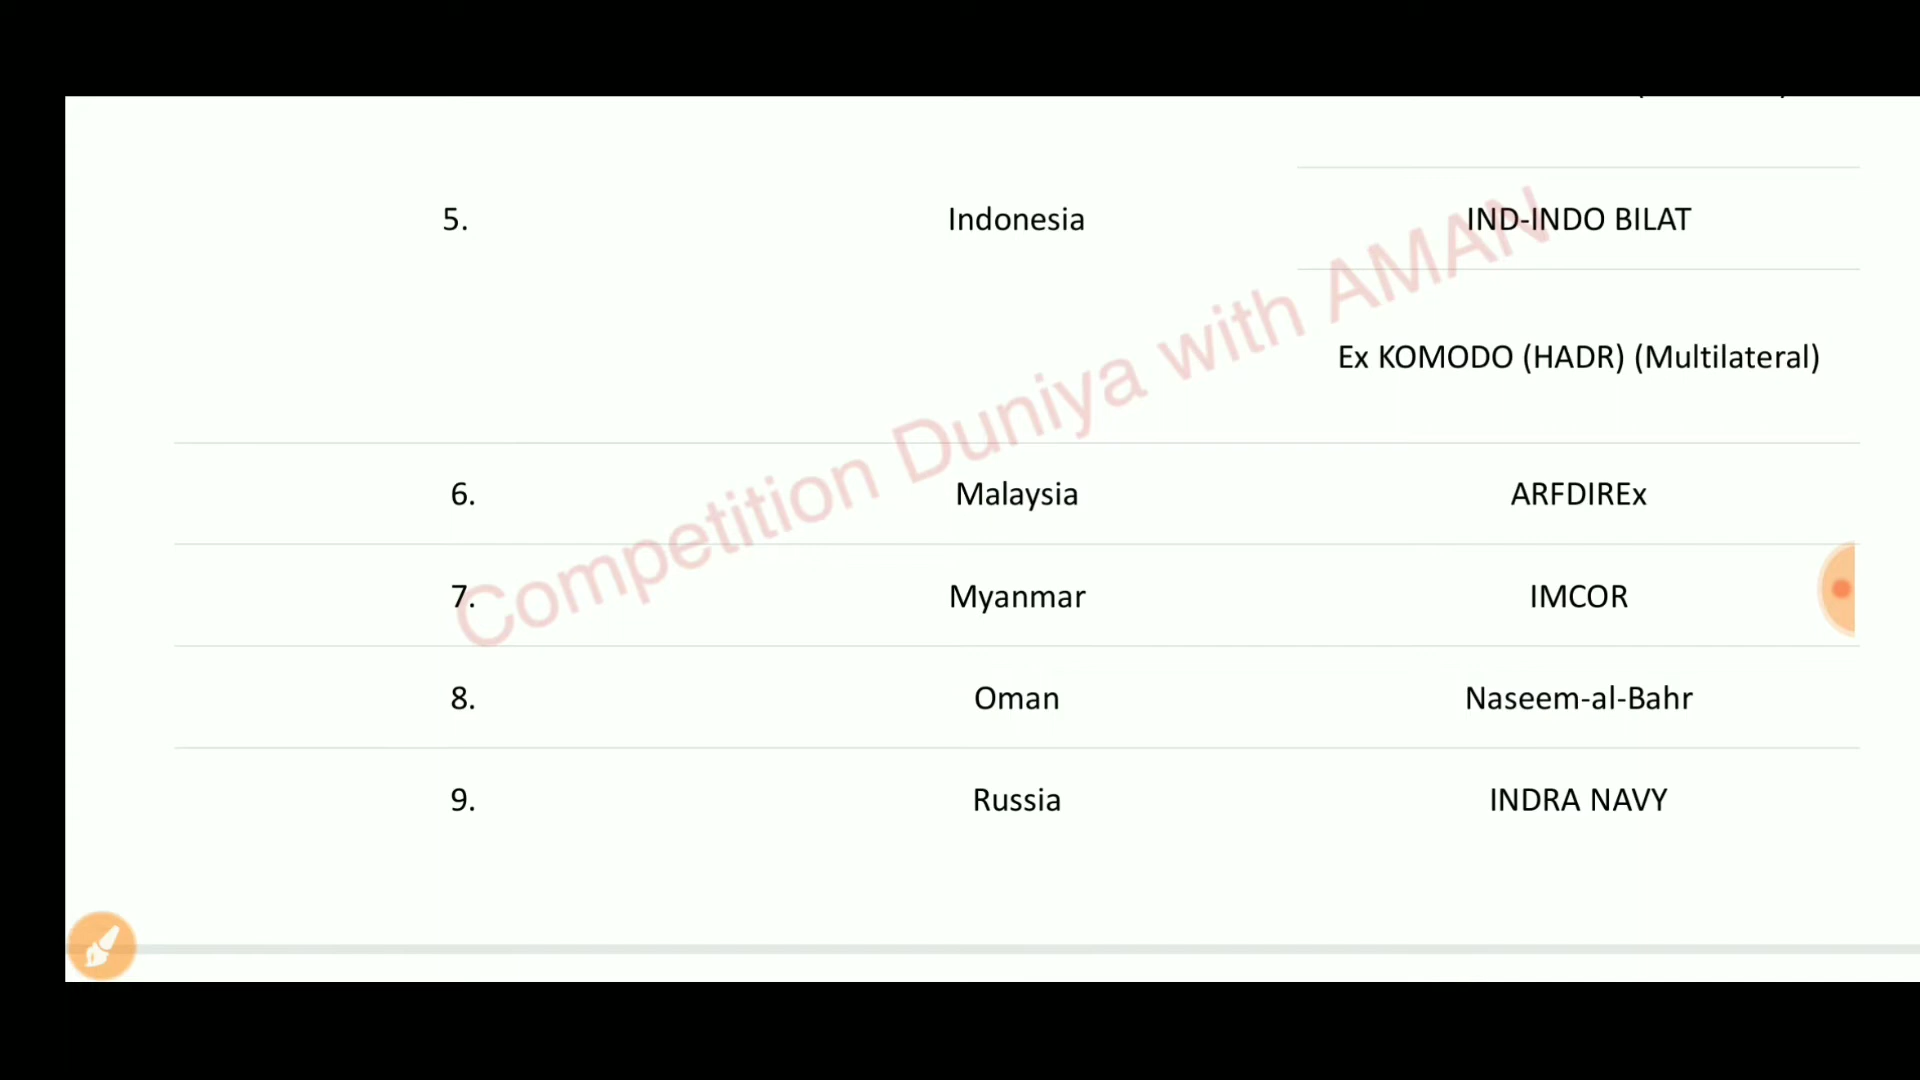 5. Indonesia IND-INDO BILAT
Ex KOMODO (HADR) (Multilateral)
6. Malaysia ARFDIREx
7. Myanmar IMCOR
8. Oman Naseem-al-Bahr
9. Russia INDRA NAVY
Competition Duniya with AMAN